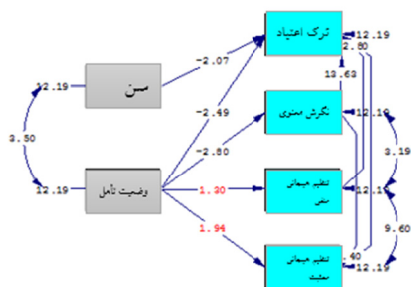 ترک اعتیاد
12.19
-2.07
2.80
سن
12.19
13.63
-2.49
نگرش معنوی
12.19
3.50
-2.80
3.19
وضعیت تاهل
12.19
1.30
تنظیم هیجانی
منفی
1.94
9.60
تنظیم هیجانی
مثبت
.40
12.19